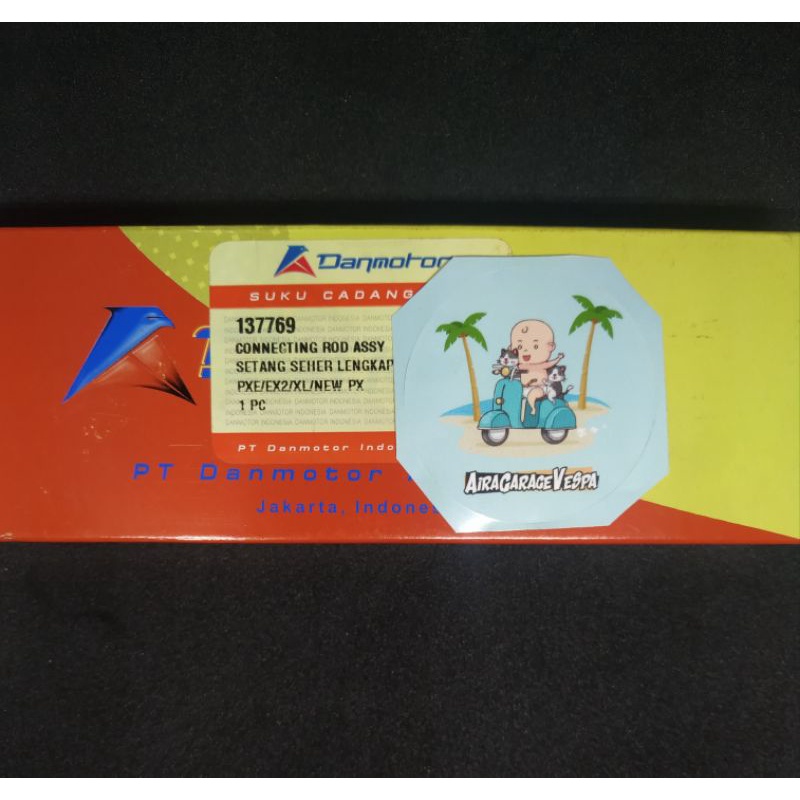 Danmotor
SUKU CADANG
137769
CONNECTING ROD ASSY
SETANG SEHER LENGKAP
PXE/EX2/XL/NEW PX
1 PC
PT Danmotor Indo
PT Danmotor
Jakarta, Indones
AIRAGARAGEVESPA